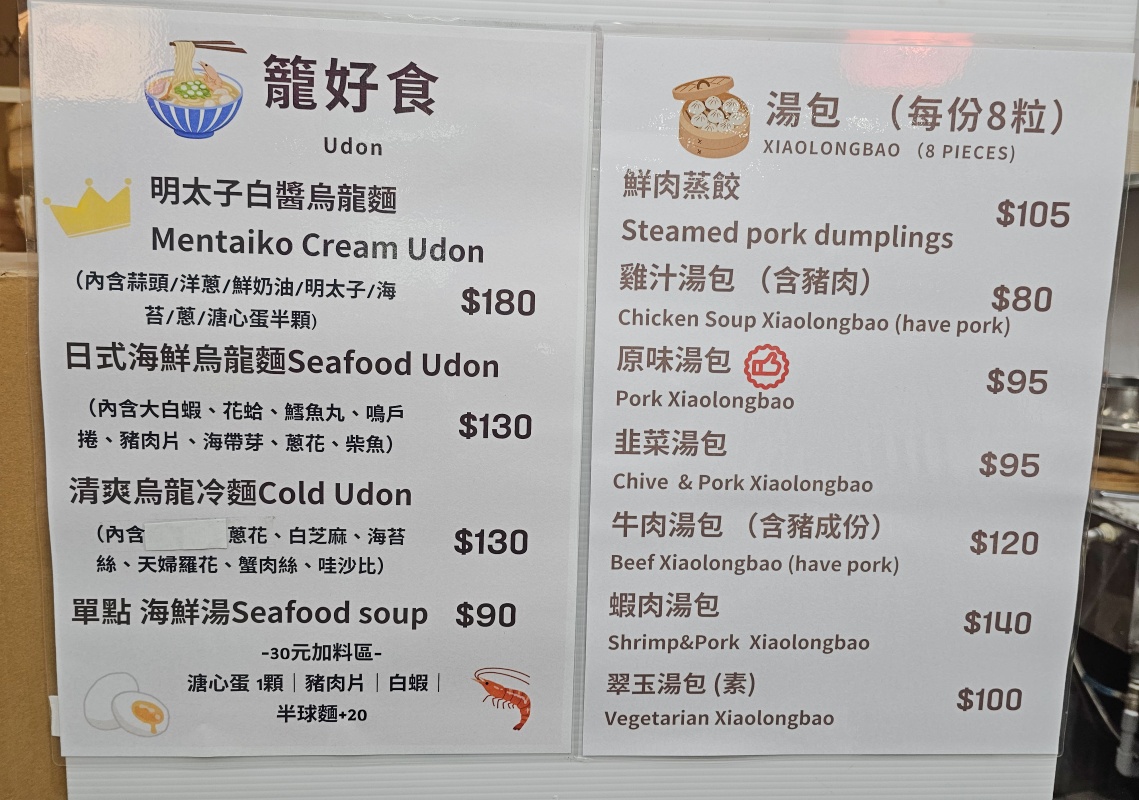 籠好食
Udon
明太子白醬烏龍麵
Mentaiko Cream Udon
（內含蒜頭/洋蔥/鮮奶油/明太子/海
苔/蔥/溏心蛋半顆)
$180
日式海鮮烏龍麵Seafood Udon
（內含大白蝦、花蛤、鱈魚丸、鳴戶
捲、豬肉片、海帶芽、蔥花、柴魚）
$130
清爽烏龍冷麵Cold Udon
（內含 蔥花、白芝麻、海苔
絲、天婦羅花、蟹肉絲、哇沙比）
$130
單點 海鮮湯Seafood soup $90
-30元加料區-
溏心蛋 1顆｜豬肉片｜白蝦｜
半球麵+20
湯包 （每份8粒）
XIAOLONGBAO （8 PIECES)
鮮肉蒸餃
Steamed pork dumplings
$105
雞汁湯包 （含豬肉）
Chicken Soup Xiaolongbao (have pork)
$80
原味湯包
Pork Xiaolongbao
$95
韭菜湯包
Chive & Pork Xiaolongbao
$95
牛肉湯包 （含豬成份）
Beef Xiaolongbao (have pork)
$120
蝦肉湯包
Shrimp&Pork Xiaolongbao
$140
翠玉湯包 (素)
Vegetarian Xiaolongbao
$100